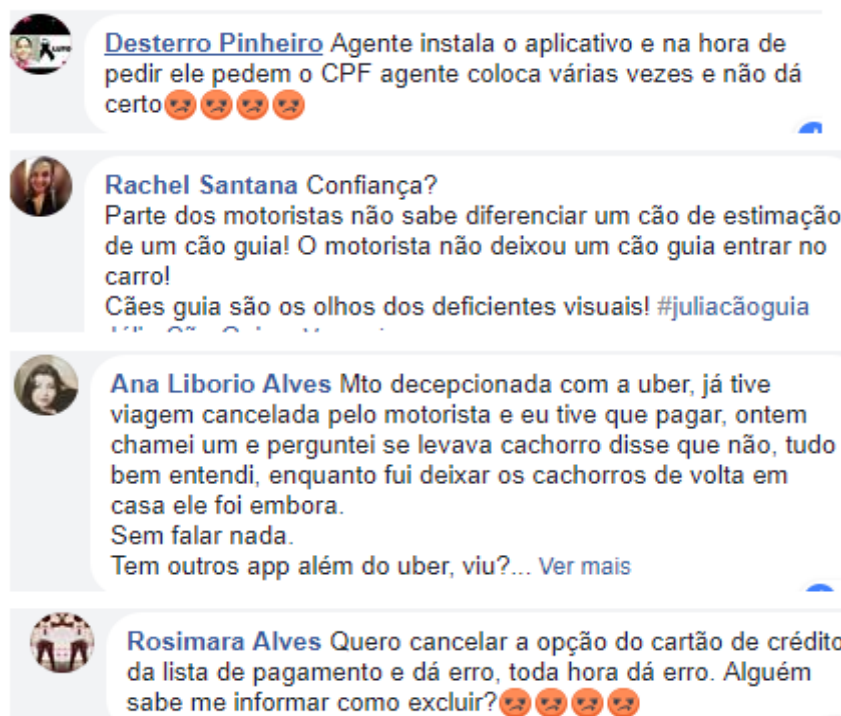 Desterro Pinheiro Agente instala o aplicativo e na hora de
pedir ele pedem o CPF agente coloca várias vezes e não dá
certo😡😡😡😡
Rachel Santana Confiança?
Parte dos motoristas não sabe diferenciar um cão de estimação
de um cão guia! O motorista não deixou um cão guia entrar no
carro!
Cães guia são os olhos dos deficientes visuais! #juliacãoguia
Ana Liborio Alves Mto decepcionada com a uber, já tive
viagem cancelada pelo motorista e eu tive que pagar, ontem
chamei um e perguntei se levava cachorro disse que não, tudo
bem entendi, enquanto fui deixar os cachorros de volta em
casa ele foi embora.
Sem falar nada.
Tem outros app além do uber, viu?... Ver mais
Rosimara Alves Quero cancelar a opção do cartão de crédito
da lista de pagamento e dá erro, toda hora dá erro. Alguém
sabe me informar como excluir?😡😡😡😡